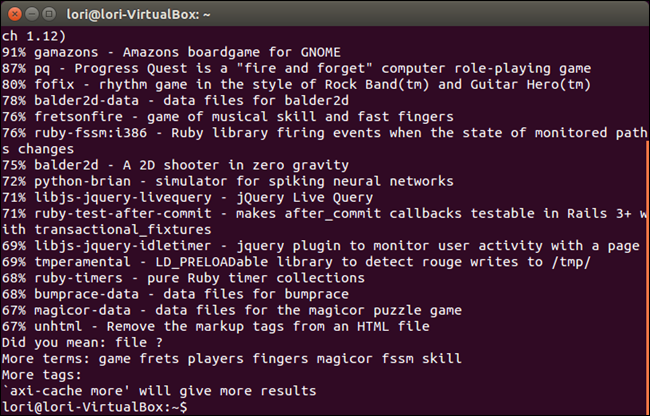 lori@lori-VirtualBox: ~
ch 1.12)
91% gamazons - Amazons boardgame for GNOME
87% pq - Progress Quest is a "fire and forget" computer role-playing game
80% fofix - rhythm game in the style of Rock Band(tm) and Guitar Hero(tm)
78% balder2d-data - data files for balder2d
76% fretsonfire - game of musical skill and fast fingers
76% ruby-fssm:i386 - Ruby library firing events when the state of monitored path
s changes
75% balder2d - A 2D shooter in zero gravity
72% python-brian - simulator for spiking neural networks
71% libjs-jquery-livequery - jQuery Live Query
71% ruby-test-after-commit - makes after_commit callbacks testable in Rails 3+ w
ith transactional_fixtures
69% libjs-jquery-idletimer - jquery plugin to monitor user activity with a page
69% tmperamental - LD_PRELOADable library to detect rouge writes to /tmp/
68% ruby-timers - pure Ruby timer collections
68% bumprace-data - data files for bumprace
67% magicor-data - data files for the magicor puzzle game
67% unhtml - Remove the markup tags from an HTML file
Did you mean: file ?
More terms: game frets players fingers magicor fssm skill
More tags:
`axi-cache more' will give more results
lori@lori-VirtualBox:~$